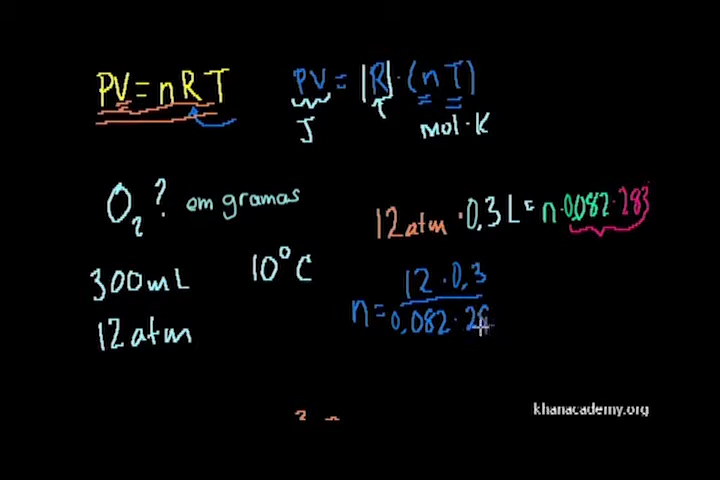 PV = nRT
PV = |R| · (nT)
J
mol · K
O₂? em gramas
300mL
10°C
12atm
12atm · 0,3L = n · 0,082 · 283
12 · 0,3
n =
0,082 · 28
khanacademy.org